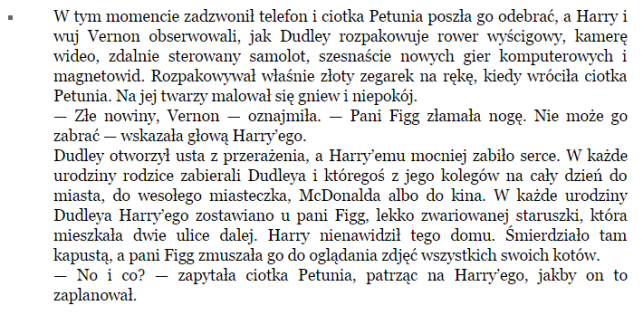 W tym momencie zadzwonił telefon i ciotka Petunia poszła go odebrać, a Harry i
wuj Vernon obserwowali, jak Dudley rozpakowuje rower wyścigowy, kamerę
wideo, zdalnie sterowany samolot, szesnaście nowych gier komputerowych i
magnetowid. Rozpakowywał właśnie złoty zegarek na rękę, kiedy wróciła ciotka
Petunia. Na jej twarzy malował się gniew i niepokój.
— Złe nowiny, Vernon — oznajmiła. — Pani Figg złamała nogę. Nie może go
zabrać — wskazała głową Harry’ego.
Dudley otworzył usta z przerażenia, a Harry’emu mocniej zabiło serce. W każde
urodziny rodzice zabierali Dudleya i któregoś z jego kolegów na cały dzień do
miasta, do wesołego miasteczka, McDonalda albo do kina. W każde urodziny
Dudleya Harry’ego zostawiano u pani Figg, lekko zwariowanej staruszki, która
mieszkała dwie ulice dalej. Harry nienawidził tego domu. Śmierdziało tam
kapustą, a pani Figg zmuszała go do oglądania zdjęć wszystkich swoich kotów.
— No i co? — zapytała ciotka Petunia, patrząc na Harry’ego, jakby on to
zaplanował.